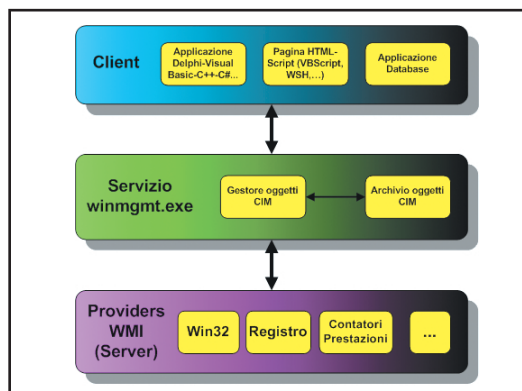 Client
Applicazione
Delphi-Visual
Basic-C++-C#...
Pagina HTML-
Script (VBScript,
WSH,...)
Applicazione
Database
Servizio
winmgmt.exe
Gestore oggetti
CIM
Archivio oggetti
CIM
Providers
WMI
(Server)
Win32
Registro
Contatori
Prestazioni
...